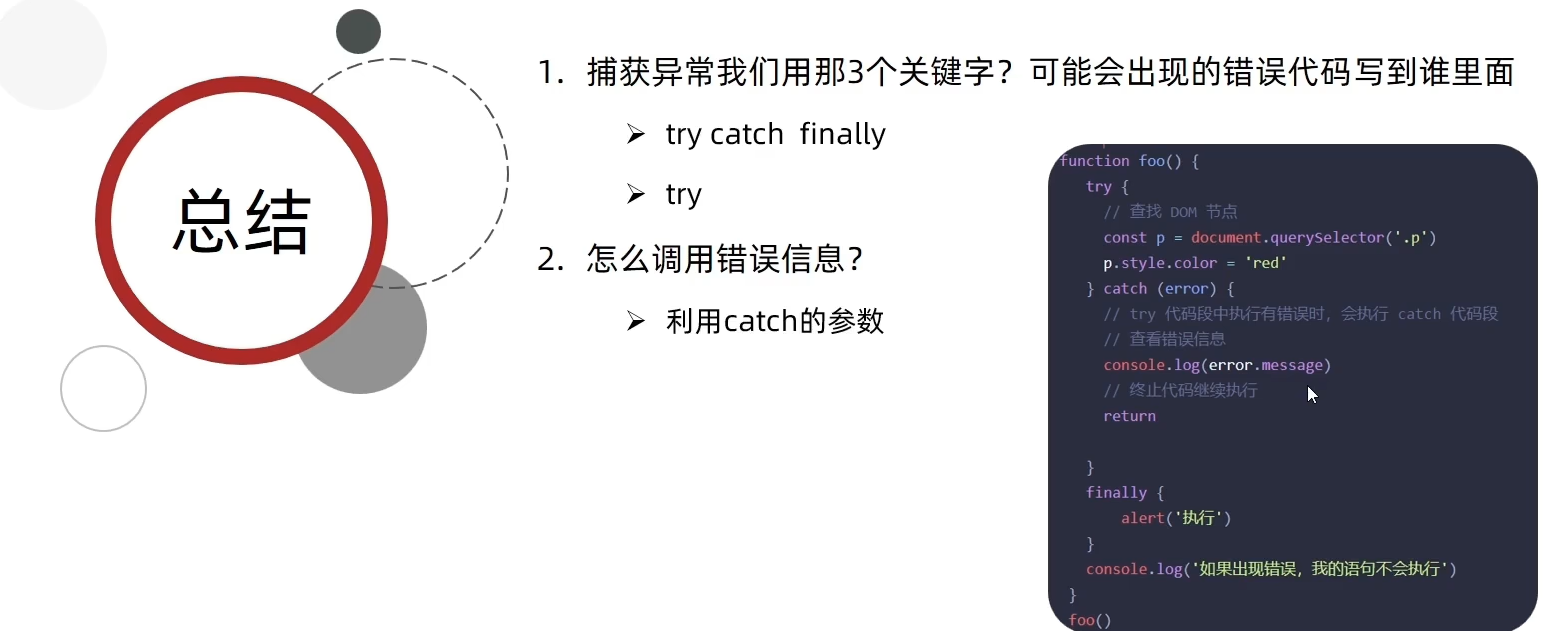 总结
1. 捕获异常我们用那3个关键字？可能会出现的错误代码写到谁里面
➢ try catch finally
➢ try
2. 怎么调用错误信息？
➢ 利用catch的参数
function foo() {
try {
// 查找 DOM 节点
const p = document.querySelector('.p')
p.style.color = 'red'
} catch (error) {
// try 代码段中执行有错误时，会执行 catch 代码段
// 查看错误信息
console.log(error.message)
// 终止代码继续执行
return
}
finally {
alert('执行')
}
console.log('如果出现错误，我的语句不会执行')
}
foo()